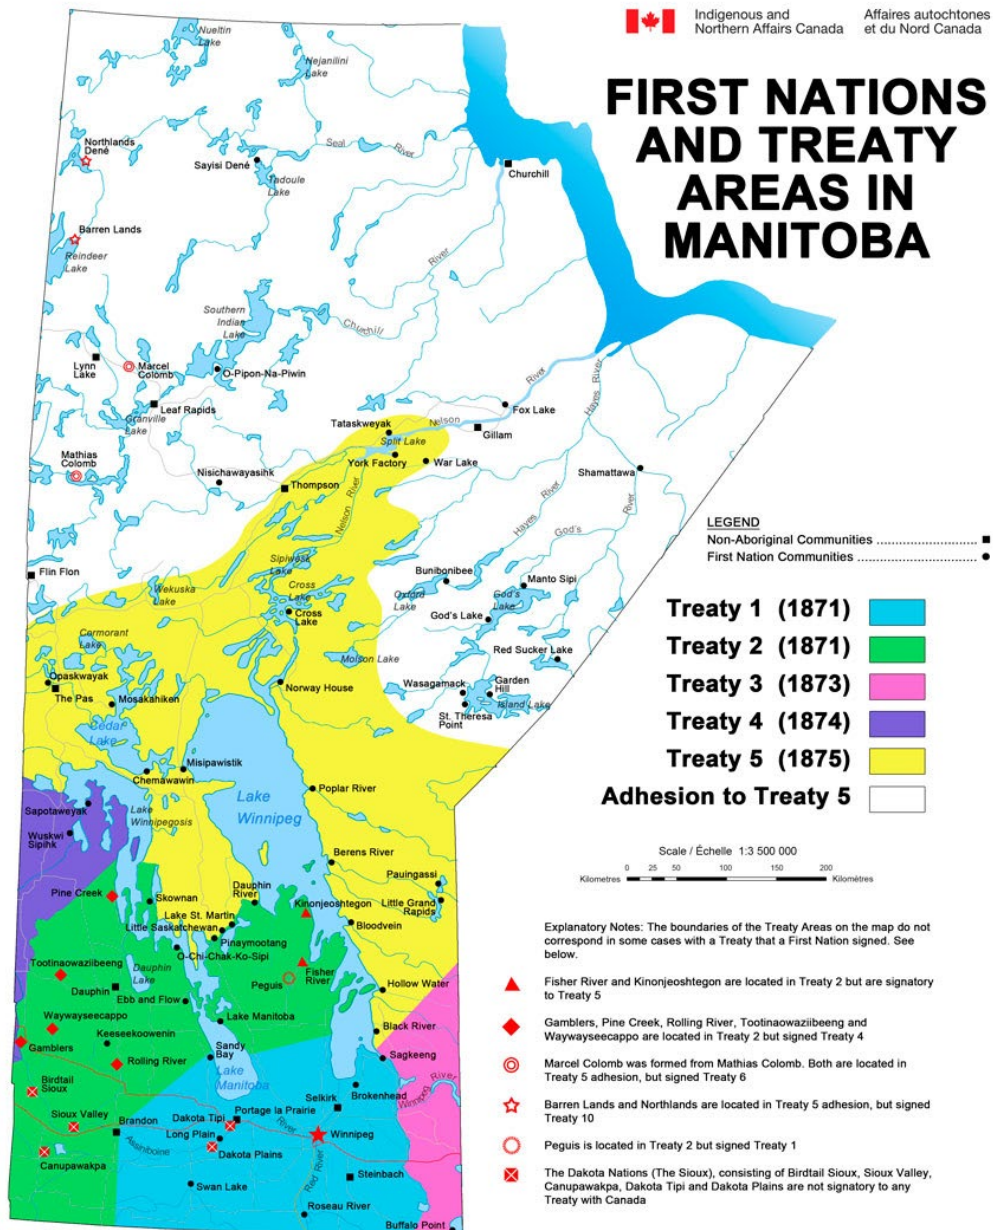 Indigenous and
Northern Affairs Canada
Affaires autochtones
et du Nord Canada
FIRST NATIONS
AND TREATY
AREAS IN
MANITOBA
Nueltin
Lake
Nejanilini
Lake
Northlands
Dené
Sayisi Dené
Tadoule
Lake
Seal River
Churchill
Barren Lands
Reindeer
Lake
Southern
Indian
Lake
Churchill River
Lynn
Lake
Marcel
Colomb
O-Pipon-Na-Piwin
Leaf Rapids
Granville
Lake
Fox Lake
Nelson River
Hayes River
Gillam
Tataskweyak
Split Lake
York Factory
War Lake
Mathias
Colomb
Nisichawayasihk
Thompson
Nelson River
Shamattawa
Hayes River
God's River
Flin Flon
Wekuska
Lake
Sipiwesk
Lake
Cross
Lake
Cross
Lake
Bunibonibee
Oxford
Lake
Manto Sipi
God's
Lake
God's Lake
Red Sucker Lake
Cormorant
Lake
Molson Lake
Opaskwayak
The Pas
Mosakahiken
Norway House
Wasagamack
Garden
Hill
Island Lake
St. Theresa
Point
Cedar
Lake
Misipawistik
Chemawawin
Poplar River
Lake
Winnipeg
Sapotaweyak
Lake
Winnipegosis
Wuskwi
Sipihk
Berens River
Pauingassi
Little Grand
Rapids
Pine Creek
Skownan
Dauphin
River
Kinonjeoshtegon
Lake St. Martin
Little Saskatchewan
Pinaymootang
Bloodvein
O-Chi-Chak-Ko-Sipi
Tootinaowaziibeeng
Dauphin
Lake
Fisher
River
Peguis
Dauphin
Ebb and Flow
Hollow Water
Waywayseecappo
Keeseekoowenin
Lake Manitoba
Black River
Gamblers
Rolling River
Sandy
Bay
Sagkeeng
Lake
Manitoba
Birdtail
Sioux
Brokenhead
Winnipeg River
Selkirk
Sioux Valley
Brandon
Dakota Tipi
Portage la Prairie
Long Plain
Winnipeg
Assiniboine River
Dakota Plains
Canupawakpa
Red River
Steinbach
Swan Lake
Roseau River
Buffalo Point
LEGEND
Non-Aboriginal Communities
First Nation Communities
Treaty 1 (1871)
Treaty 2 (1871)
Treaty 3 (1873)
Treaty 4 (1874)
Treaty 5 (1875)
Adhesion to Treaty 5
Scale / Échelle 1:3 500 000
0 25 50 100 150 200
Kilometres Kilomètres
Explanatory Notes: The boundaries of the Treaty Areas on the map do not
correspond in some cases with a Treaty that a First Nation signed. See
below.
Fisher River and Kinonjeoshtegon are located in Treaty 2 but are signatory
to Treaty 5
Gamblers, Pine Creek, Rolling River, Tootinaowaziibeeng and
Waywayseecappo are located in Treaty 2 but signed Treaty 4
Marcel Colomb was formed from Mathias Colomb. Both are located in
Treaty 5 adhesion, but signed Treaty 6
Barren Lands and Northlands are located in Treaty 5 adhesion, but signed
Treaty 10
Peguis is located in Treaty 2 but signed Treaty 1
The Dakota Nations (The Sioux), consisting of Birdtail Sioux, Sioux Valley,
Canupawakpa, Dakota Tipi and Dakota Plains are not signatory to any
Treaty with Canada